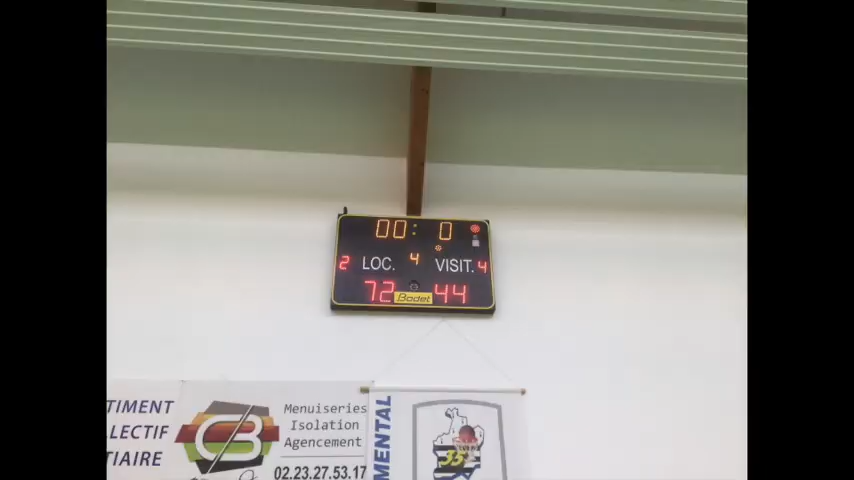 00: 0
2 LOC. 4 VISIT. 4
72 Bodet 44
TIMENT
LECTIF
TIAIRE
CB
Menuiseries
Isolation
Agencement
02.23.27.53.17
MENTAL
35